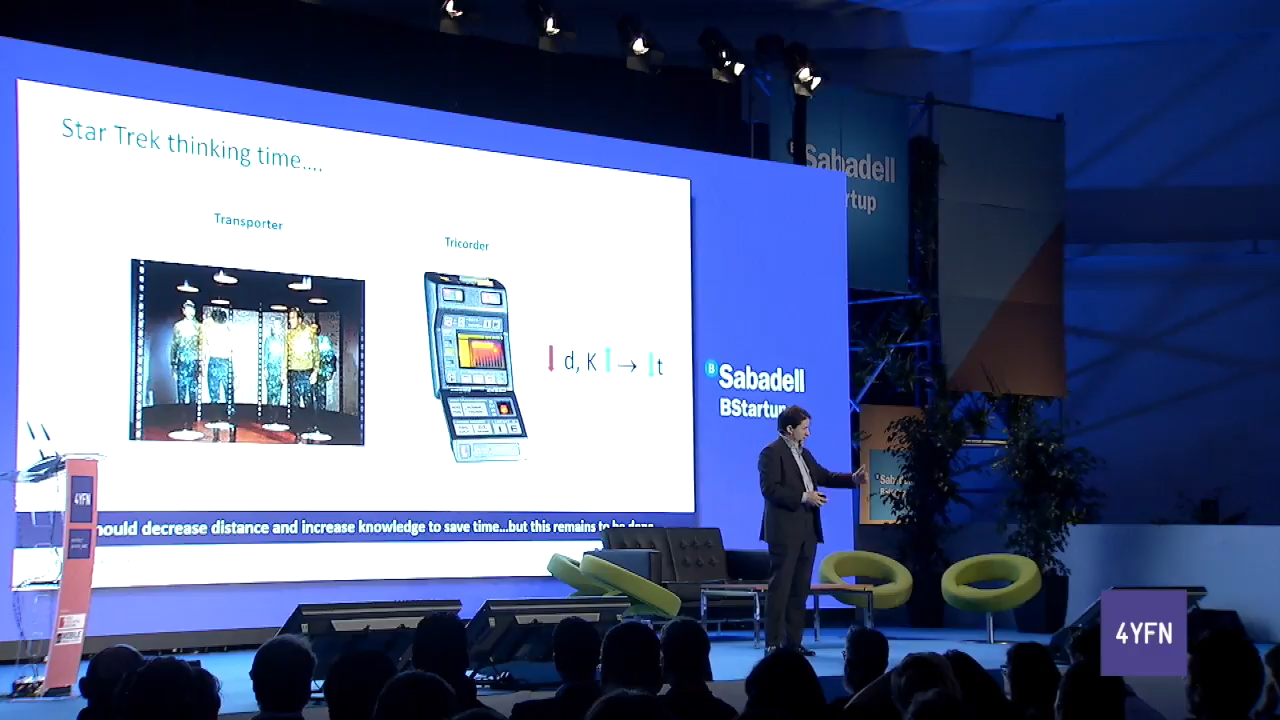 Star Trek thinking time....
Transporter
Tricorder
d, K → t
hould decrease distance and increase knowledge to save time...but this remains to be done
Sabadell
BStartup
B Sabadell
rtup
4YFN
4YFN